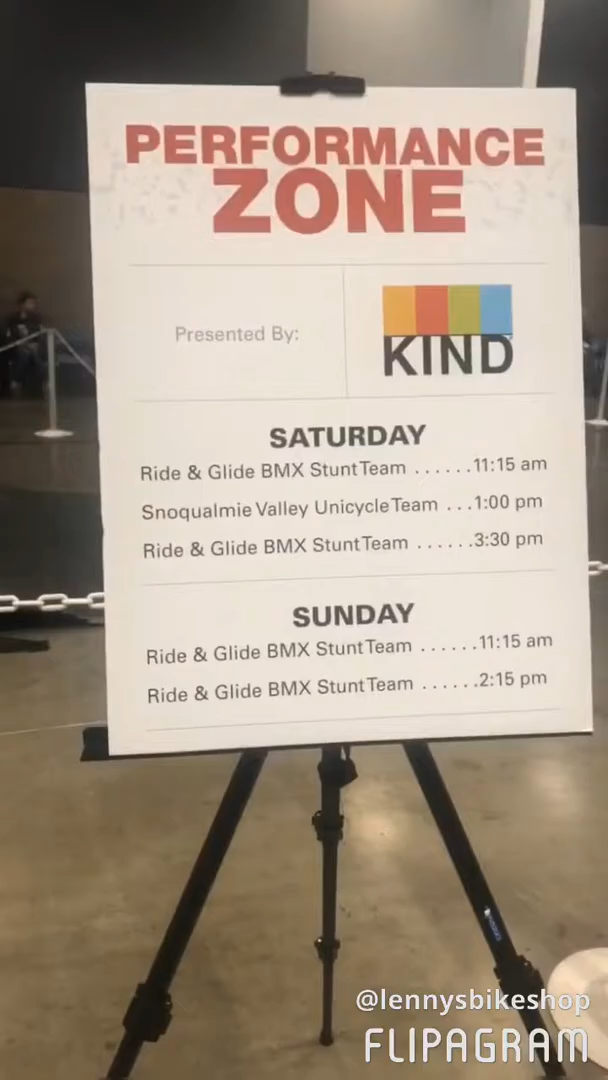 PERFORMANCE
ZONE
Presented By:
KIND
SATURDAY
Ride & Glide BMX Stunt Team ......11:15 am
Snoqualmie Valley Unicycle Team ...1:00 pm
Ride & Glide BMX Stunt Team ......3:30 pm
SUNDAY
Ride & Glide BMX Stunt Team ......11:15 am
Ride & Glide BMX Stunt Team ......2:15 pm
@lennysbikeshop
FLIPAGRAM